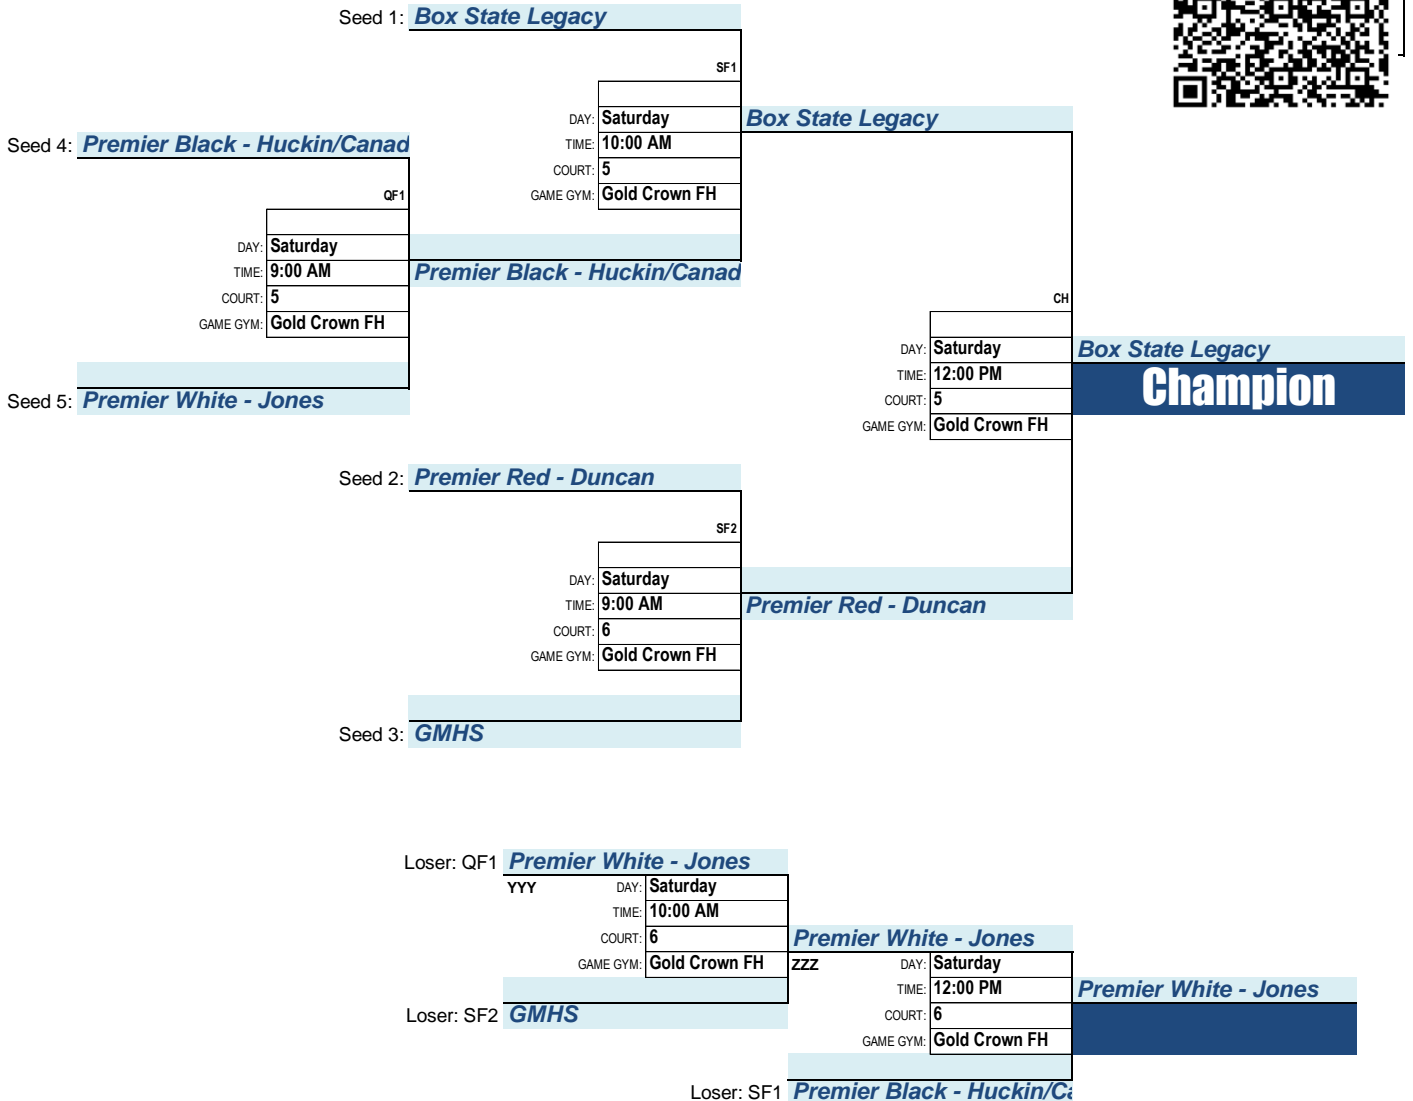 Seed 1: Box State Legacy
SF1
DAY: Saturday
TIME: 10:00 AM
COURT: 5
GAME GYM: Gold Crown FH
Box State Legacy
Seed 4: Premier Black - Huckin/Canad
QF1
DAY: Saturday
TIME: 9:00 AM
COURT: 5
GAME GYM: Gold Crown FH
Premier Black - Huckin/Canad
Seed 5: Premier White - Jones
CH
DAY: Saturday
TIME: 12:00 PM
COURT: 5
GAME GYM: Gold Crown FH
Box State Legacy
Champion
Seed 2: Premier Red - Duncan
SF2
DAY: Saturday
TIME: 9:00 AM
COURT: 6
GAME GYM: Gold Crown FH
Premier Red - Duncan
Seed 3: GMHS
Loser: QF1 Premier White - Jones
YYY
DAY: Saturday
TIME: 10:00 AM
COURT: 6
GAME GYM: Gold Crown FH
Loser: SF2 GMHS
Premier White - Jones
ZZZ
DAY: Saturday
TIME: 12:00 PM
COURT: 6
GAME GYM: Gold Crown FH
Premier White - Jones
Loser: SF1 Premier Black - Huckin/Ca